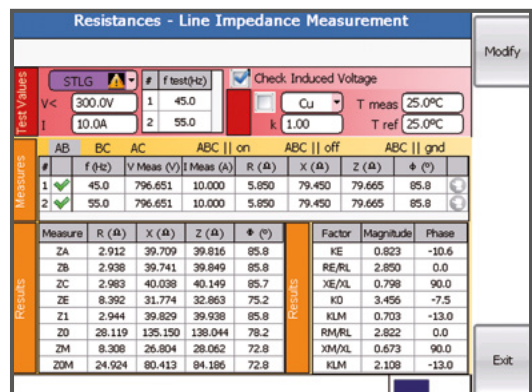 Resistances - Line Impedance Measurement
Modify
Test Values
STLG # f test(Hz) Check Induced Voltage
V< 300.0V 1 45.0 Cu T meas 25.0ºC
I 10.0A 2 55.0 k 1.00 T ref 25.0ºC
Measures
AB BC AC ABC || on ABC || off ABC || gnd
# f (Hz) V Meas (V) I Meas (A) R (Ω) X (Ω) Z (Ω) Φ (º)
1 45.0 796.651 10.000 5.850 79.450 79.665 85.8
2 55.0 796.651 10.000 5.850 79.450 79.665 85.8
Results
Measure R (Ω) X (Ω) Z (Ω) Φ (º)
ZA 2.912 39.709 39.816 85.8
ZB 2.938 39.741 39.849 85.8
ZC 2.983 40.038 40.149 85.7
ZE 8.392 31.774 32.863 75.2
Z1 2.944 39.829 39.938 85.8
Z0 28.119 135.150 138.044 78.2
ZM 8.308 26.804 28.062 72.8
Z0M 24.924 80.413 84.186 72.8
Results
Factor Magnitude Phase
KE 0.823 -10.6
RE/RL 2.850 0.0
XE/XL 0.798 90.0
K0 3.456 -7.5
KLM 0.703 -13.0
RM/RL 2.822 0.0
XM/XL 0.673 90.0
KLM 2.108 -13.0
Exit